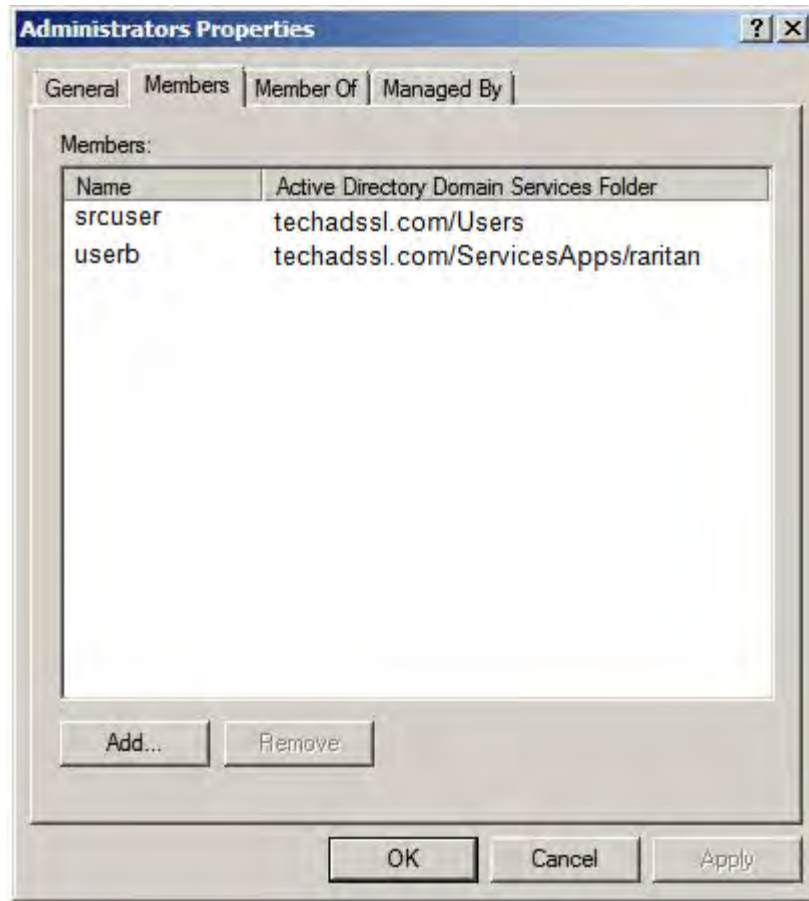 Administrators Properties
General Members Member Of Managed By
Members:
Name Active Directory Domain Services Folder
srcuser techadssl.com/Users
userb techadssl.com/ServicesApps/raritan
Add... Remove
OK Cancel Apply